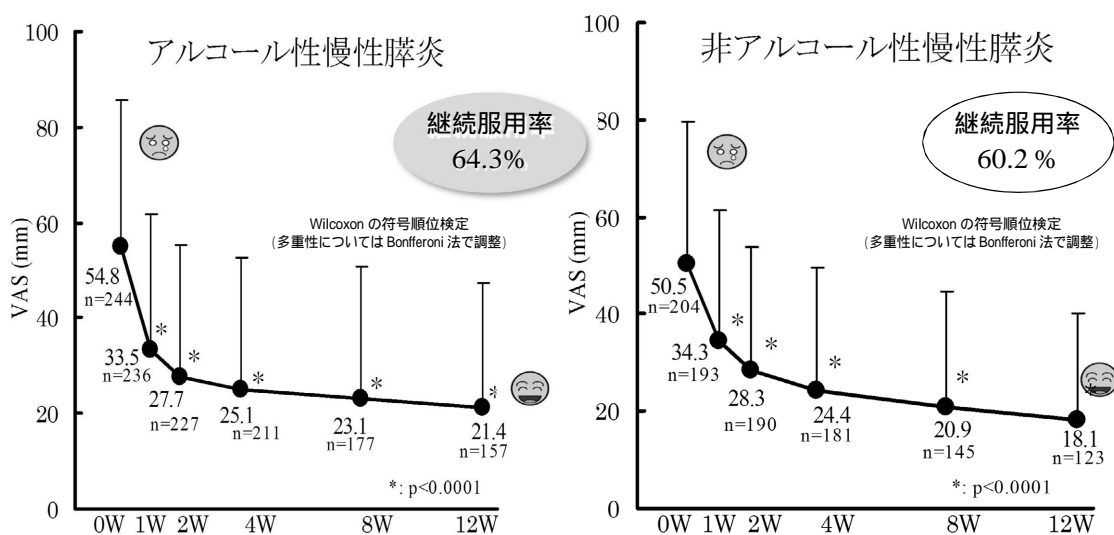 アルコール性慢性膵炎
継続服用率
64.3%
Wilcoxon の符号順位検定
(多重性については Bonfferoni 法で調整)
VAS (mm)
100
80
60
40
20
0
54.8
n=244
33.5
n=236
27.7
n=227
25.1
n=211
23.1
n=177
21.4
n=157
*
*
*
*
*
*: p<0.0001
0W 1W 2W 4W 8W 12W
非アルコール性慢性膵炎
継続服用率
60.2 %
Wilcoxon の符号順位検定
(多重性については Bonfferoni 法で調整)
VAS (mm)
100
80
60
40
20
0
50.5
n=204
34.3
n=193
28.3
n=190
24.4
n=181
20.9
n=145
18.1
n=123
*
*
*
*
*
*: p<0.0001
0W 1W 2W 4W 8W 12W